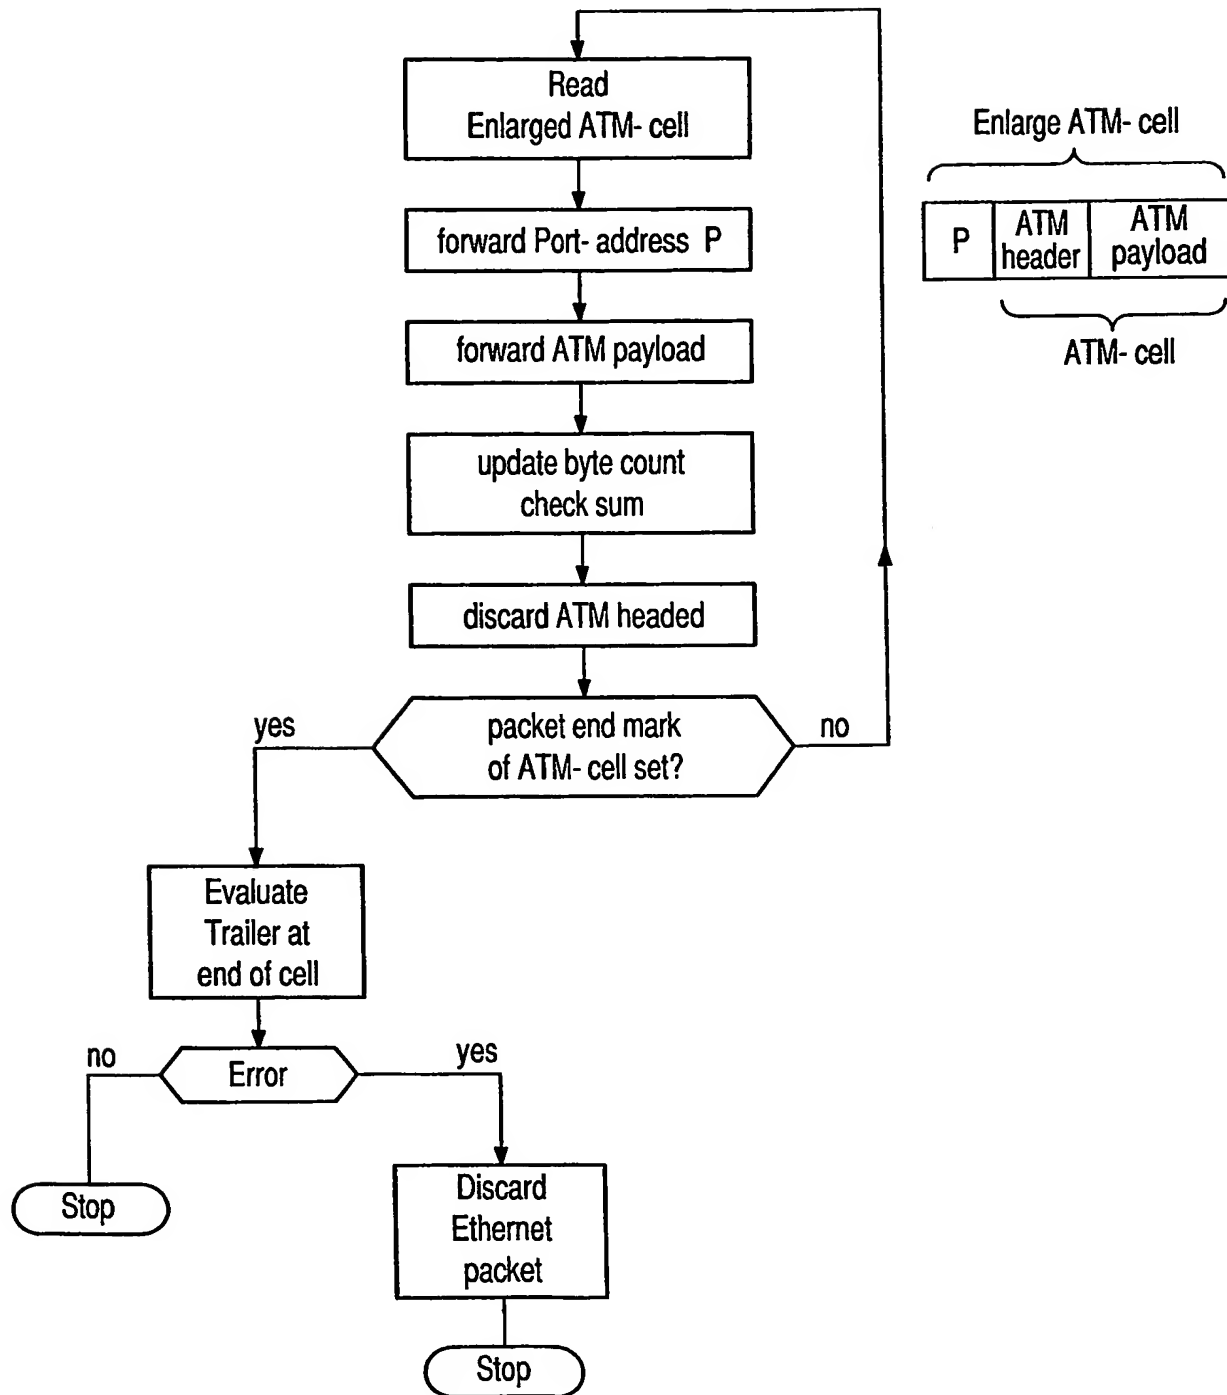 Read
Enlarged ATM- cell
forward Port- address P
forward ATM payload
update byte count
check sum
discard ATM headed
packet end mark
of ATM- cell set?
yes
no
Evaluate
Trailer at
end of cell
Error
no
yes
Stop
Discard
Ethernet
packet
Stop
Enlarge ATM- cell
P
ATM
header
ATM
payload
ATM- cell